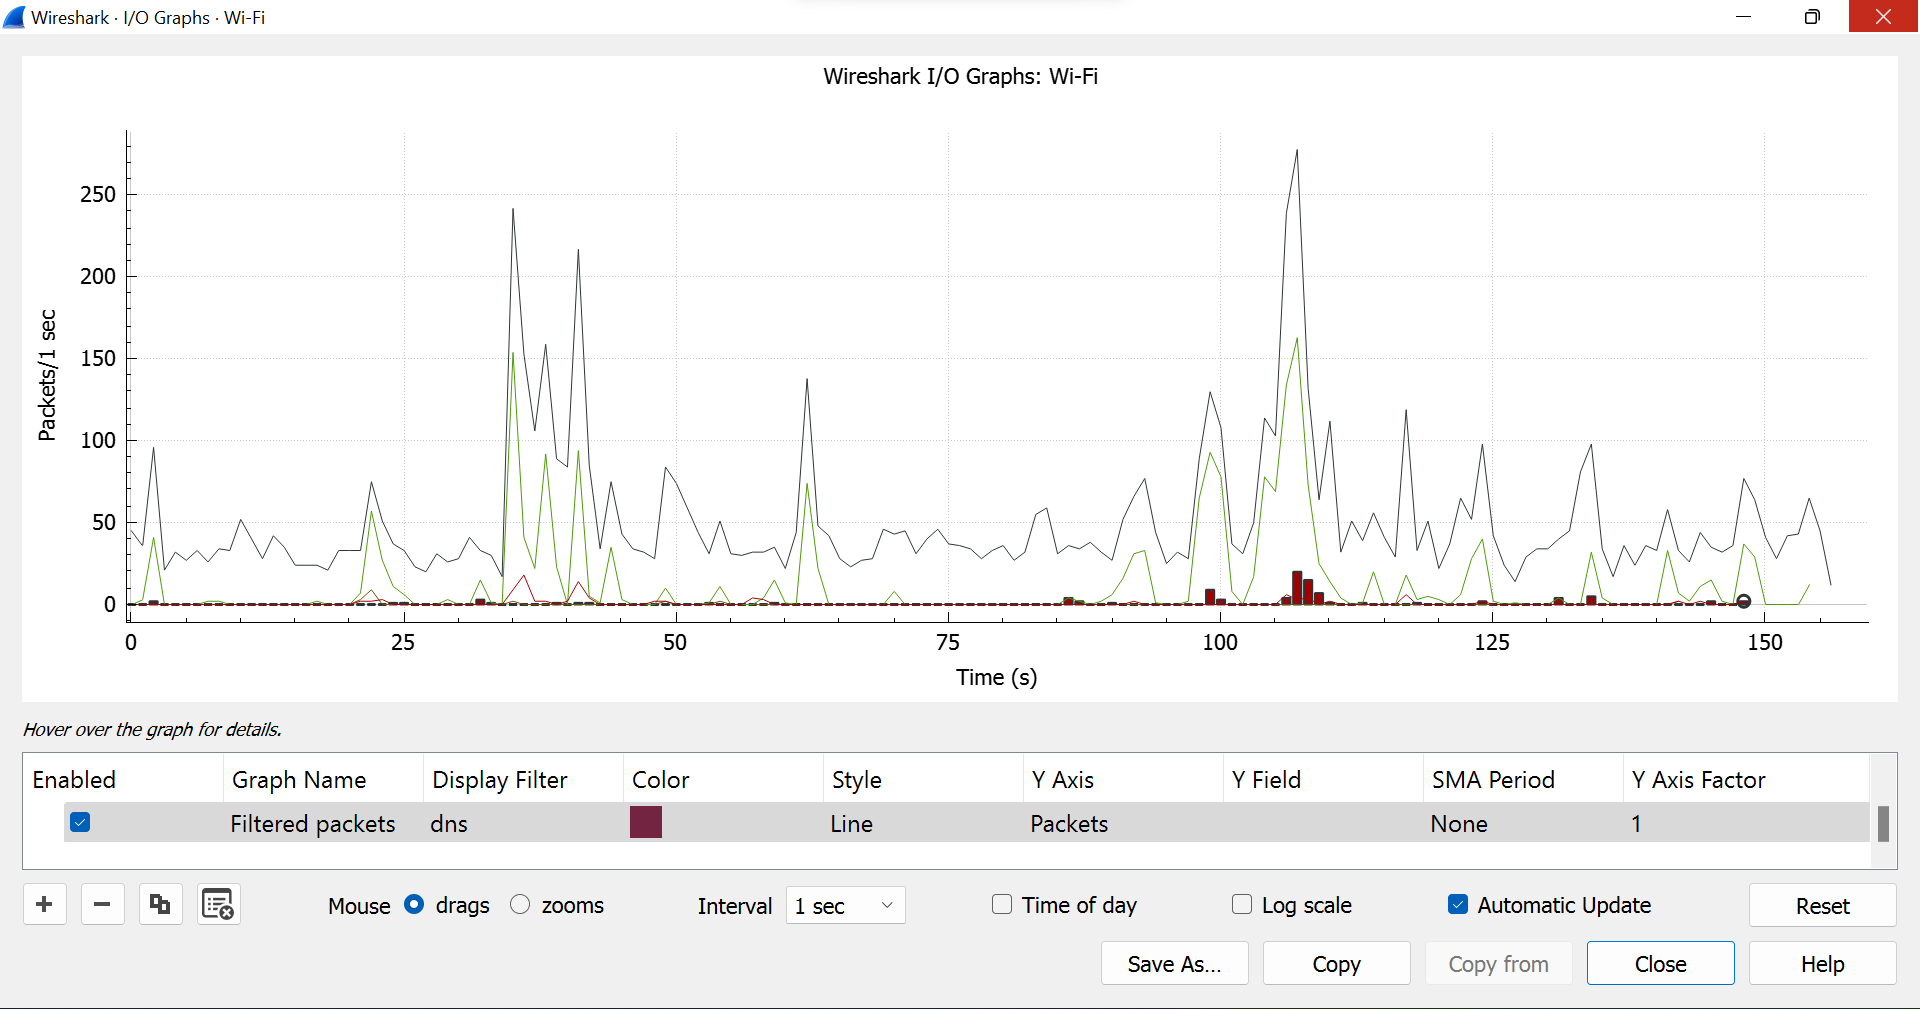 Wireshark · I/O Graphs · Wi-Fi
Wireshark I/O Graphs: Wi-Fi
Packets/1 sec
250
200
150
100
50
0
0 25 50 75 100 125 150
Time (s)
Hover over the graph for details.
Enabled Graph Name Display Filter Color Style Y Axis Y Field SMA Period Y Axis Factor
Filtered packets dns Line Packets None 1
Mouse drags zooms Interval 1 sec Time of day Log scale Automatic Update Reset
Save As... Copy Copy from Close Help